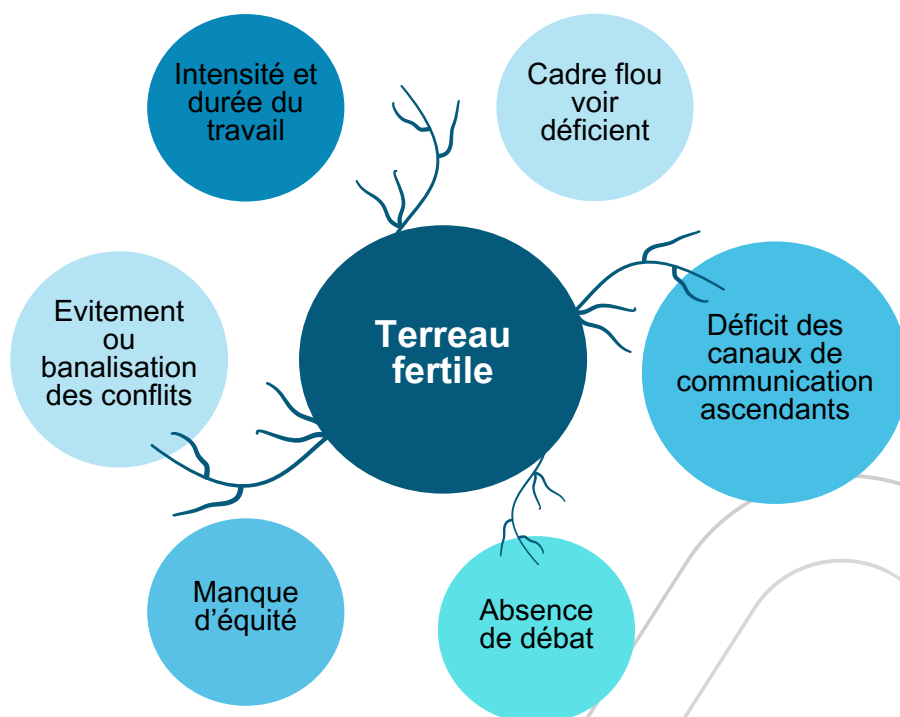 Intensité et
durée du
travail
Cadre flou
voir
déficient
Evitement
ou
banalisation
des conflits
Terreau
fertile
Déficit des
canaux de
communication
ascendants
Manque
d’équité
Absence
de débat